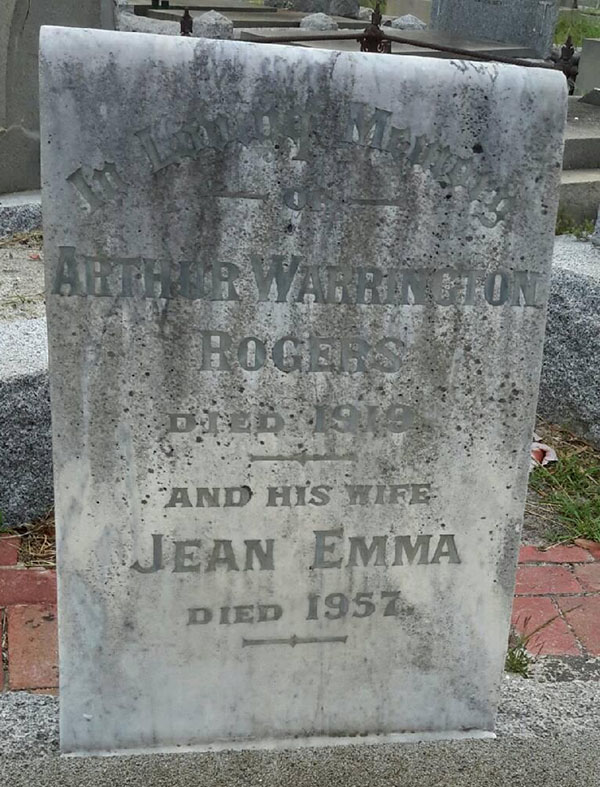 In Loving Memory
OF
ARTHUR WARRINGTON
ROGERS
DIED 1919
AND HIS WIFE
JEAN EMMA
DIED 1957.